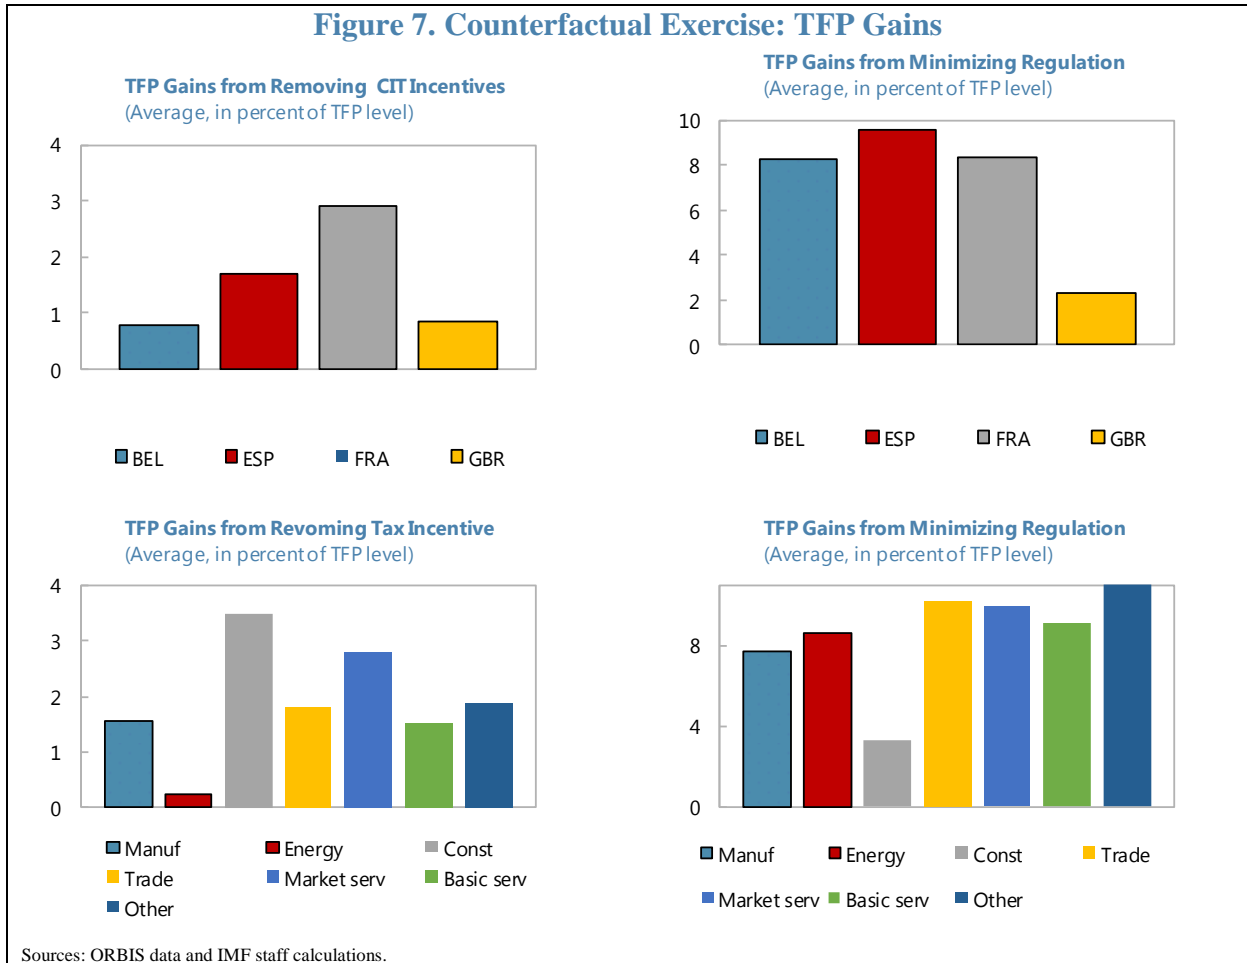 Figure 7. Counterfactual Exercise: TFP Gains
TFP Gains from Removing CIT Incentives
(Average, in percent of TFP level)
4
3
2
1
0
BEL ESP FRA GBR
TFP Gains from Minimizing Regulation
(Average, in percent of TFP level)
10
8
6
4
2
0
BEL ESP FRA GBR
TFP Gains from Revoming Tax Incentive
(Average, in percent of TFP level)
4
3
2
1
0
Manuf Energy Const
Trade Market serv Basic serv
Other
TFP Gains from Minimizing Regulation
(Average, in percent of TFP level)
8
4
0
Manuf Energy Const Trade
Market serv Basic serv Other
Sources: ORBIS data and IMF staff calculations.